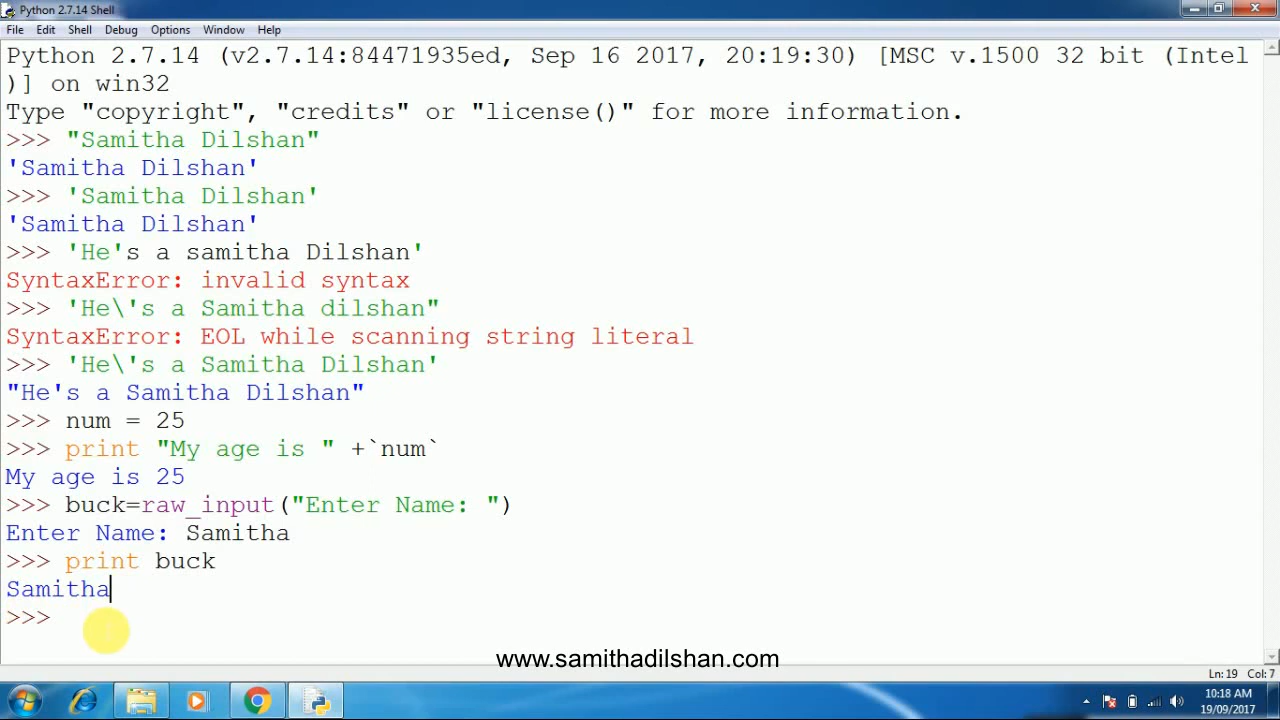 Python 2.7.14 Shell
File Edit Shell Debug Options Window Help
Python 2.7.14 (v2.7.14:84471935ed, Sep 16 2017, 20:19:30) [MSC v.1500 32 bit (Intel
)] on win32
Type "copyright", "credits" or "license()" for more information.
>>> "Samitha Dilshan"
'Samitha Dilshan'
>>> 'Samitha Dilshan'
'Samitha Dilshan'
>>> 'He's a samitha Dilshan'
SyntaxError: invalid syntax
>>> 'He\'s a Samitha dilshan"
SyntaxError: EOL while scanning string literal
>>> 'He\'s a Samitha Dilshan'
"He's a Samitha Dilshan"
>>> num = 25
>>> print "My age is " +`num`
My age is 25
>>> buck=raw_input("Enter Name: ")
Enter Name: Samitha
>>> print buck
Samitha
>>>
www.samithadilshan.com
Ln: 19 Col: 7
10:18 AM
19/09/2017